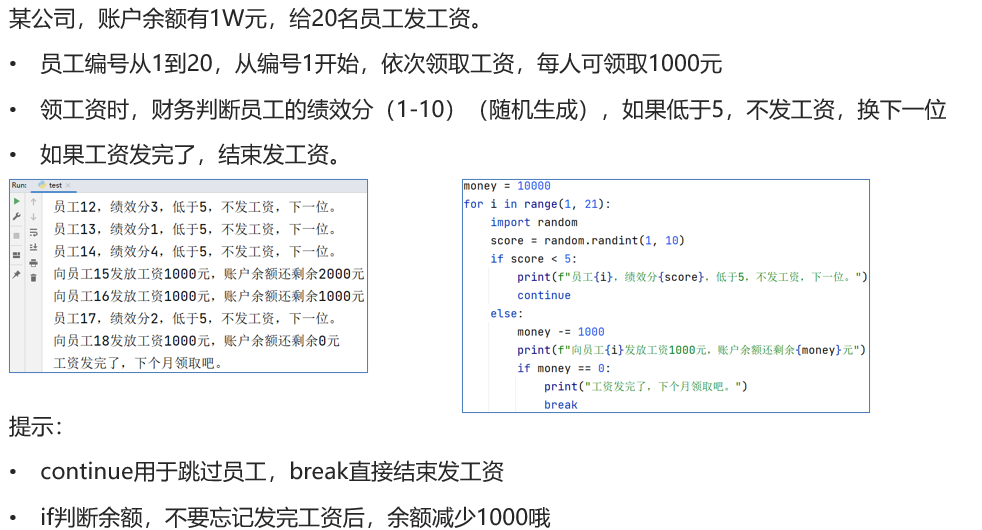 某公司，账户余额有1W元，给20名员工发工资。
• 员工编号从1到20，从编号1开始，依次领取工资，每人可领取1000元
• 领工资时，财务判断员工的绩效分（1-10）（随机生成），如果低于5，不发工资，换下一位
• 如果工资发完了，结束发工资。
Run: test
员工12，绩效分3，低于5，不发工资，下一位。
员工13，绩效分1，低于5，不发工资，下一位。
员工14，绩效分4，低于5，不发工资，下一位。
向员工15发放工资1000元，账户余额还剩余2000元
向员工16发放工资1000元，账户余额还剩余1000元
员工17，绩效分2，低于5，不发工资，下一位。
向员工18发放工资1000元，账户余额还剩余0元
工资发完了，下个月领取吧。
money = 10000
for i in range(1, 21):
    import random
    score = random.randint(1, 10)
    if score < 5:
        print(f"员工{i}，绩效分{score}，低于5，不发工资，下一位。")
        continue
    else:
        money -= 1000
        print(f"向员工{i}发放工资1000元，账户余额还剩余{money}元")
        if money == 0:
            print("工资发完了，下个月领取吧。")
            break
提示：
• continue用于跳过员工，break直接结束发工资
• if判断余额，不要忘记发完工资后，余额减少1000哦